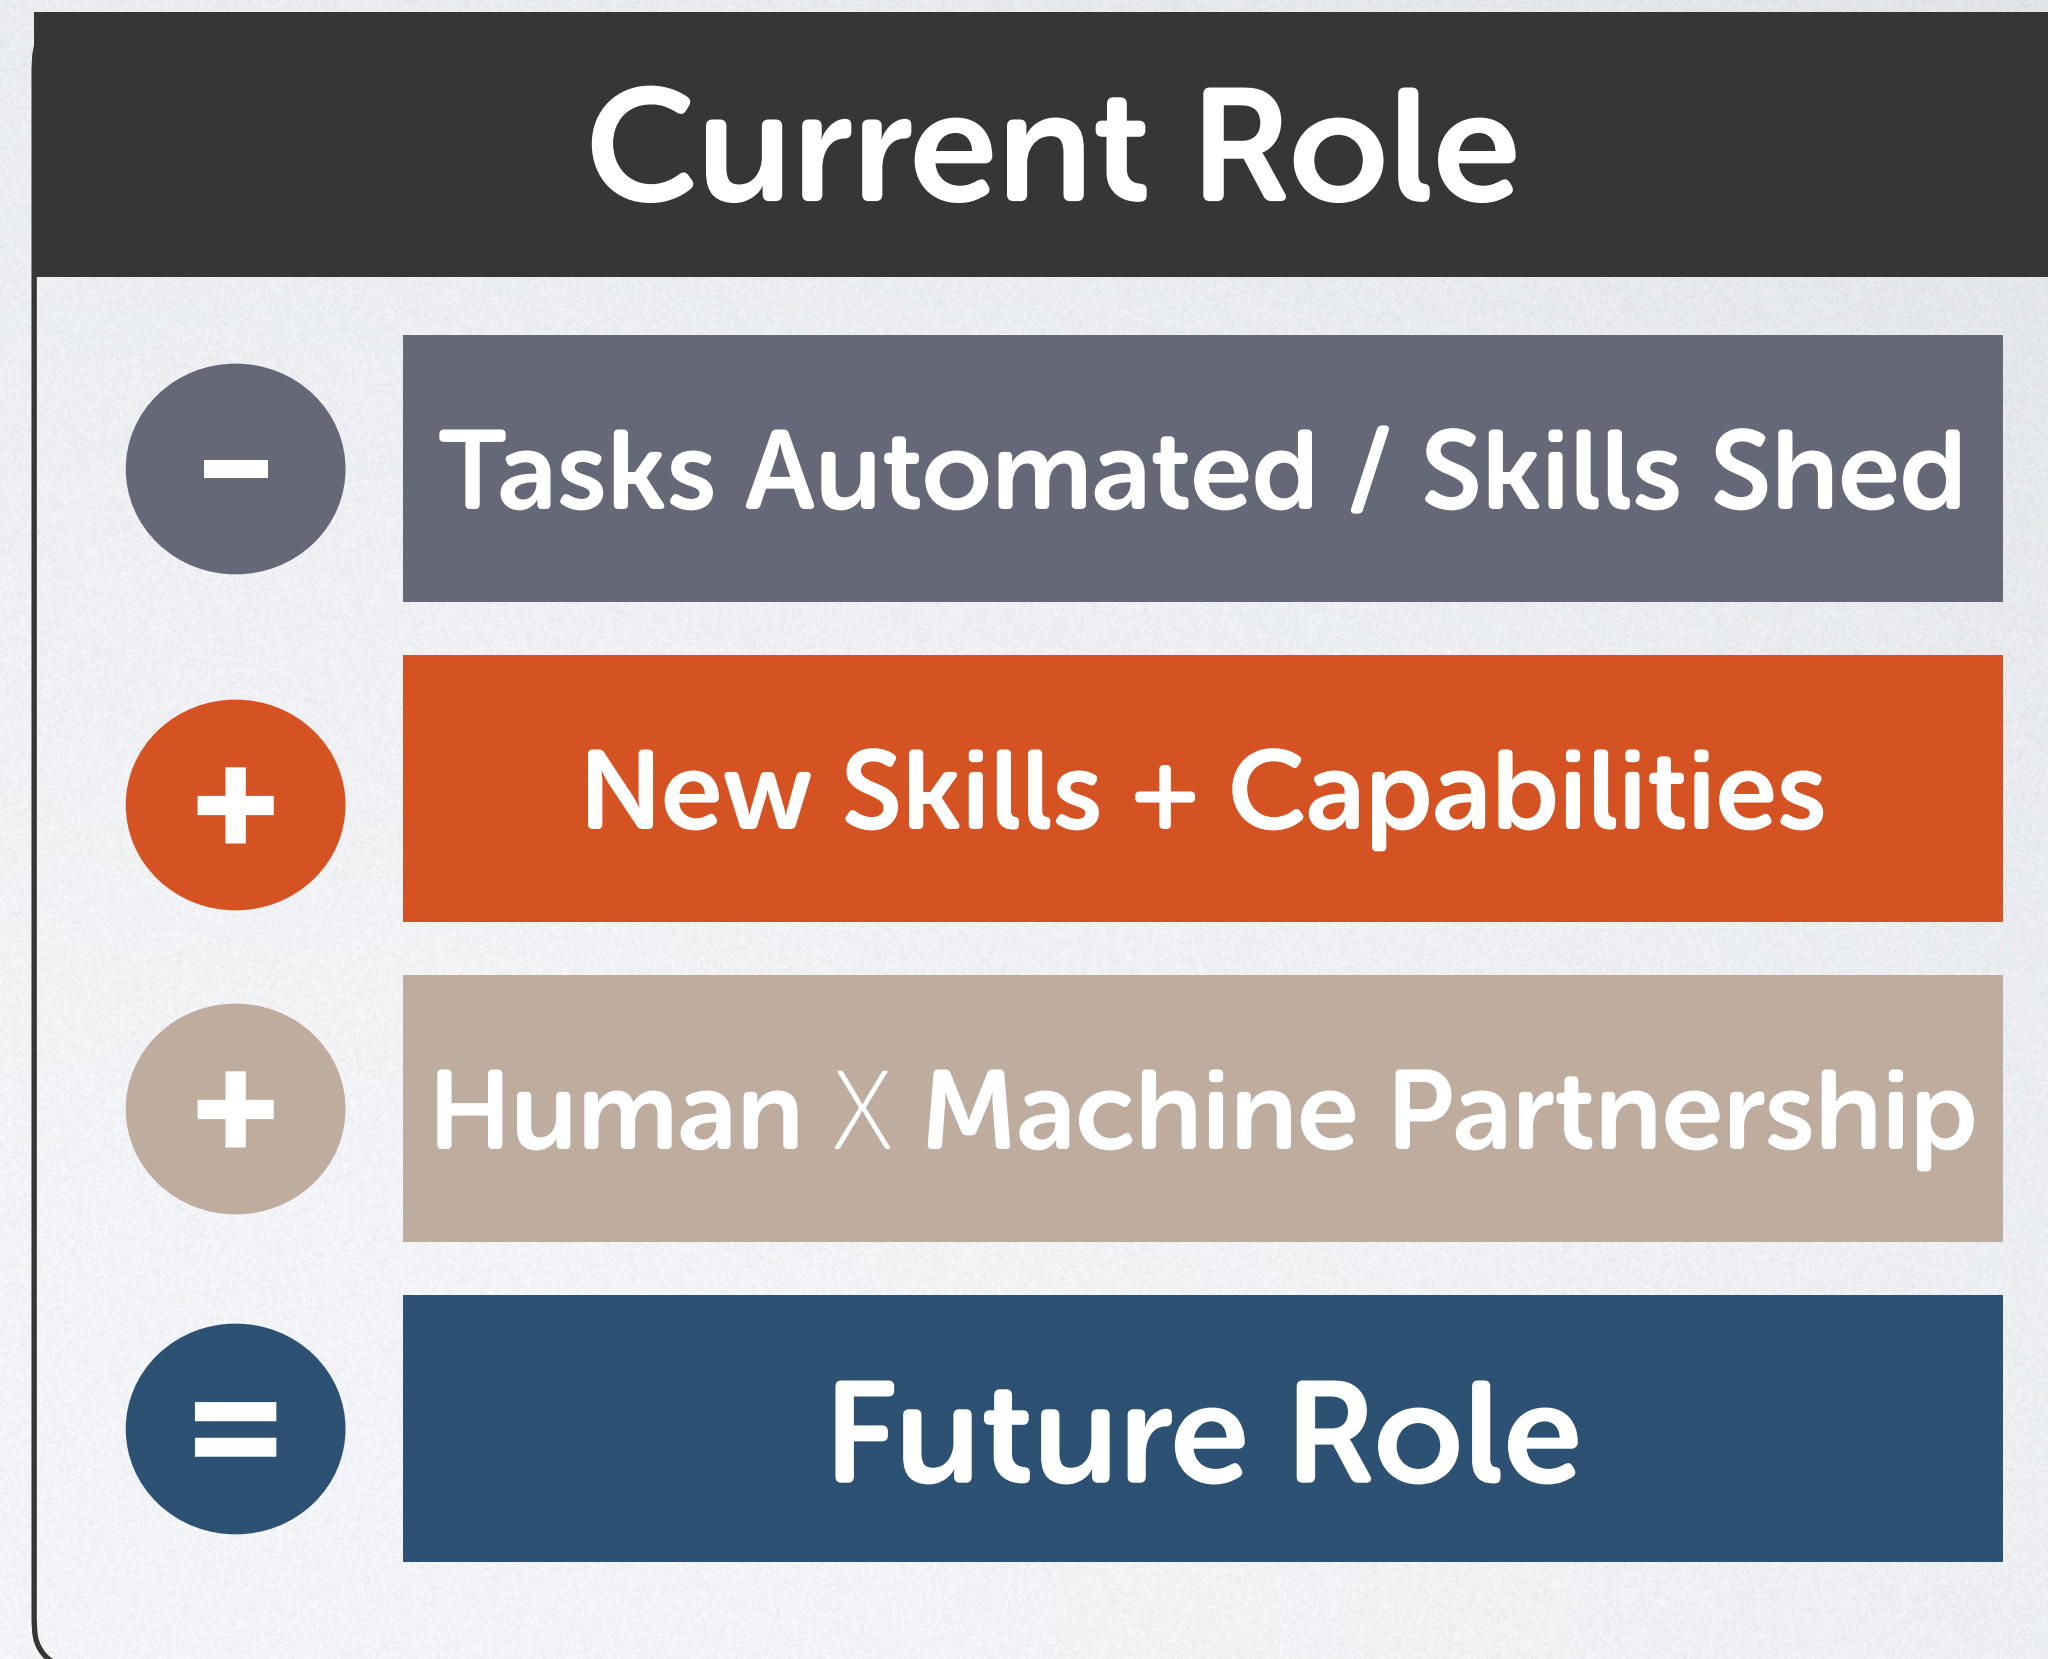 Current Role
- Tasks Automated / Skills Shed
+ New Skills + Capabilities
+ Human X Machine Partnership
= Future Role